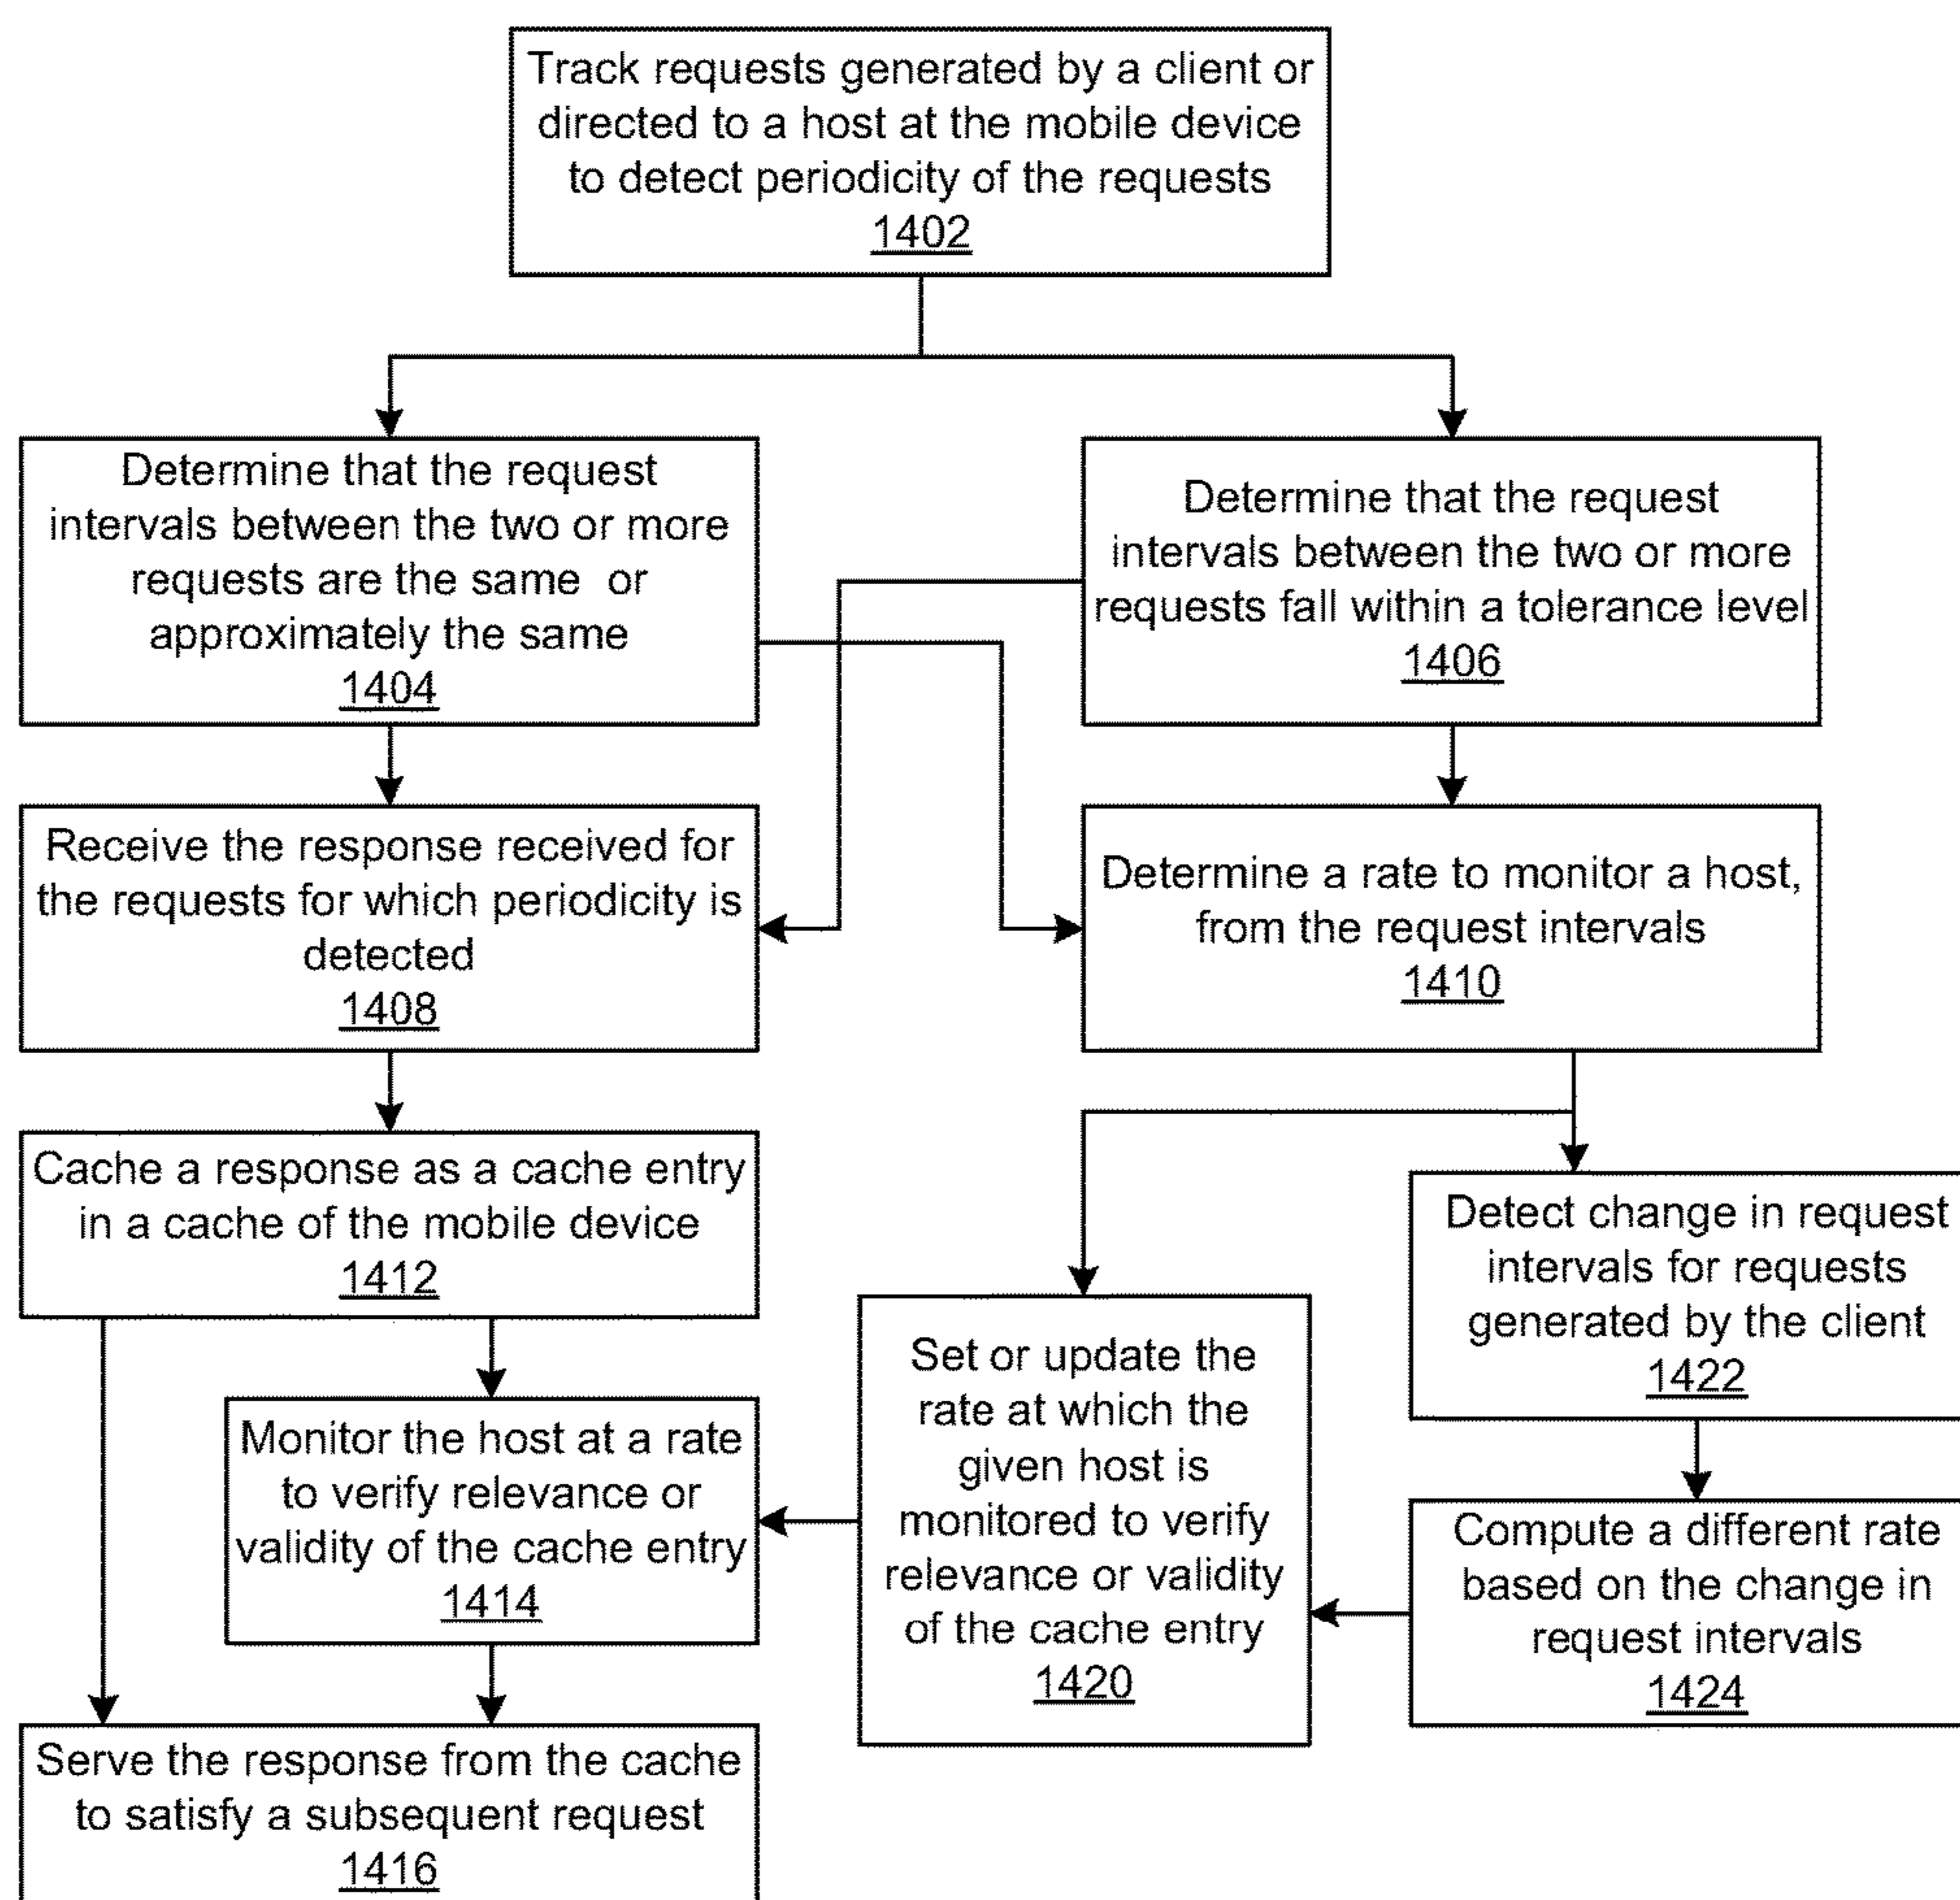 Track requests generated by a client or
directed to a host at the mobile device
to detect periodicity of the requests
1402
Determine that the request
intervals between the two or more
requests are the same or
approximately the same
1404
Determine that the request
intervals between the two or more
requests fall within a tolerance level
1406
Receive the response received for
the requests for which periodicity is
detected
1408
Determine a rate to monitor a host,
from the request intervals
1410
Cache a response as a cache entry
in a cache of the mobile device
1412
Detect change in request
intervals for requests
generated by the client
1422
Set or update the
rate at which the
given host is
monitored to verify
relevance or validity
of the cache entry
1420
Monitor the host at a rate
to verify relevance or
validity of the cache entry
1414
Compute a different rate
based on the change in
request intervals
1424
Serve the response from the cache
to satisfy a subsequent request
1416